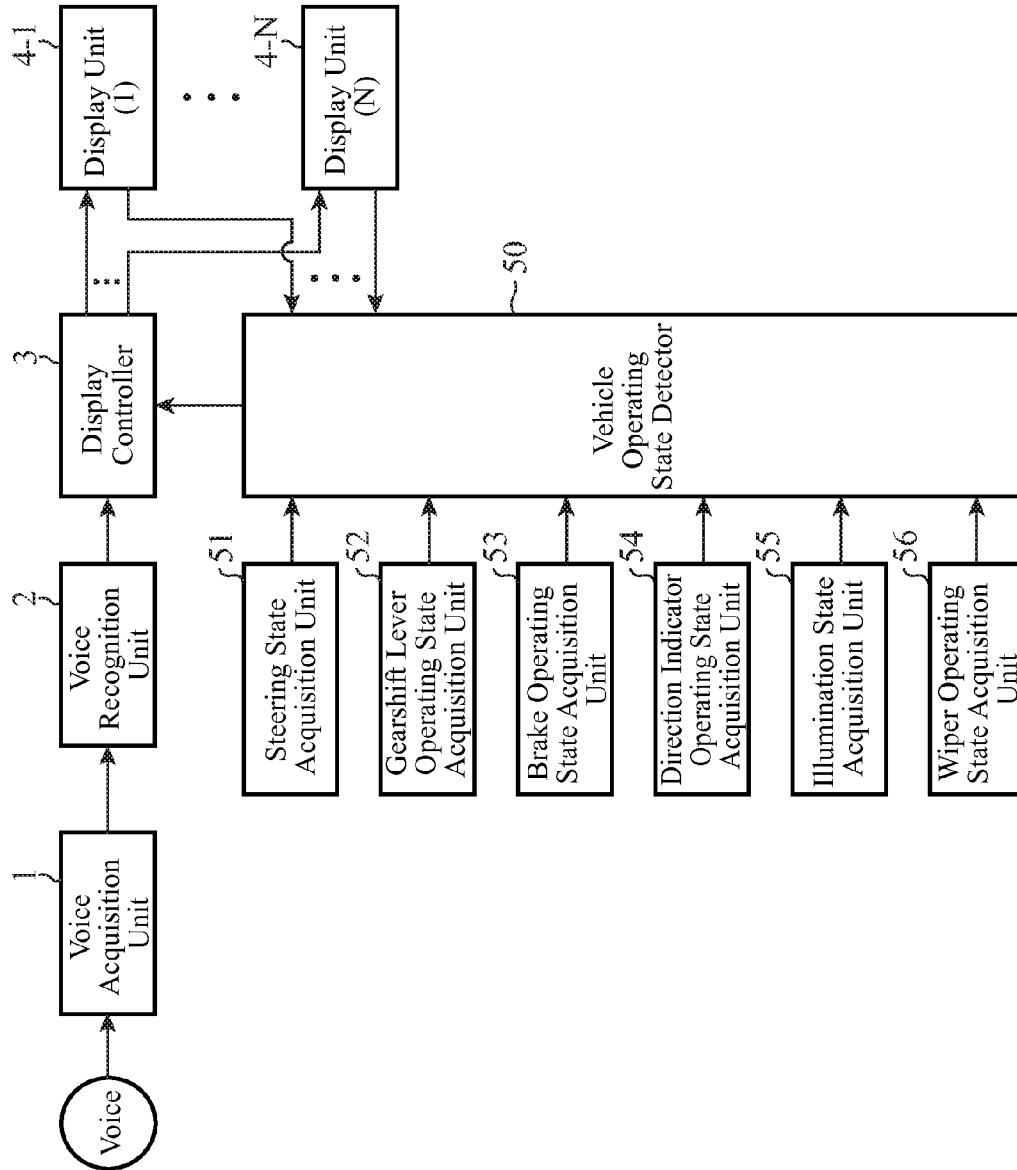 Voice
1
Voice
Acquisition
Unit
2
Voice
Recognition
Unit
3
Display
Controller
4-1
Display Unit
(1)
4-N
Display Unit
(N)
50
Vehicle
Operating
State Detector
51
Steering State
Acquisition Unit
52
Gearshift Lever
Operating State
Acquisition Unit
53
Brake Operating
State Acquisition
Unit
54
Direction Indicator
Operating State
Acquisition Unit
55
Illumination State
Acquisition Unit
56
Wiper Operating
State Acquisition
Unit